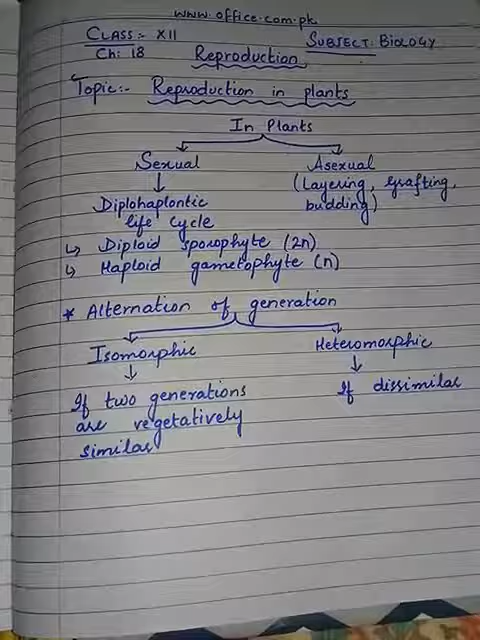 www.office.com.pk
CLASS:- XII SUBJECT: BIOLOGY
Ch: 18 Reproduction
Topic:- Reproduction in plants
In Plants
Sexual Asexual
(Layering, Grafting,
budding)
Diplohaplontic
life cycle
↳ Diploid sporophyte (2n)
↳ Haploid gametophyte (n)
* Alternation of generation
Isomorphic Heteromorphic
If two generations If dissimilar
are vegetatively
similar